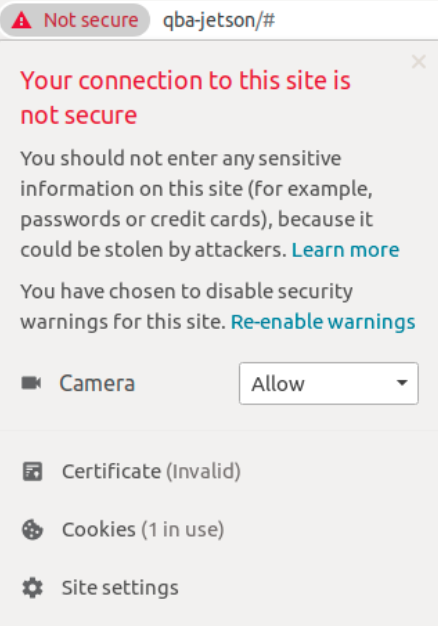 Not secure qba-jetson/#
Your connection to this site is
not secure
You should not enter any sensitive
information on this site (for example,
passwords or credit cards), because it
could be stolen by attackers. Learn more
You have chosen to disable security
warnings for this site. Re-enable warnings
Camera Allow
Certificate (Invalid)
Cookies (1 in use)
Site settings